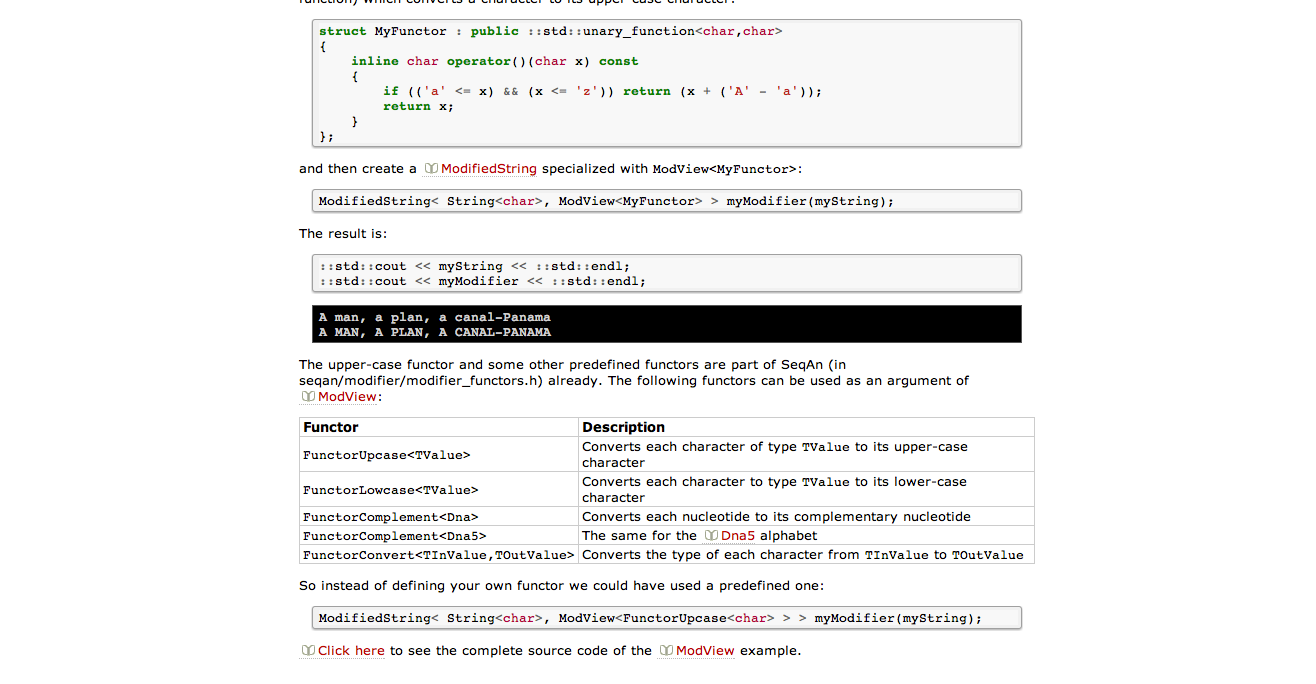 function) which converts a character to its upper-case character:
struct MyFunctor : public ::std::unary_function<char,char>
{
    inline char operator()(char x) const
    {
        if (('a' <= x) && (x <= 'z')) return (x + ('A' - 'a'));
        return x;
    }
};
and then create a ModifiedString specialized with ModView<MyFunctor>:
ModifiedString< String<char>, ModView<MyFunctor> > myModifier(myString);
The result is:
::std::cout << myString << ::std::endl;
::std::cout << myModifier << ::std::endl;
A man, a plan, a canal-Panama
A MAN, A PLAN, A CANAL-PANAMA
The upper-case functor and some other predefined functors are part of SeqAn (in
seqan/modifier/modifier_functors.h) already. The following functors can be used as an argument of
ModView:
Functor Description
FunctorUpcase<TValue> Converts each character of type TValue to its upper-case
character
FunctorLowcase<TValue> Converts each character to type TValue to its lower-case
character
FunctorComplement<Dna> Converts each nucleotide to its complementary nucleotide
FunctorComplement<Dna5> The same for the Dna5 alphabet
FunctorConvert<TInValue,TOutValue> Converts the type of each character from TInValue to TOutValue
So instead of defining your own functor we could have used a predefined one:
ModifiedString< String<char>, ModView<FunctorUpcase<char> > > myModifier(myString);
Click here to see the complete source code of the ModView example.